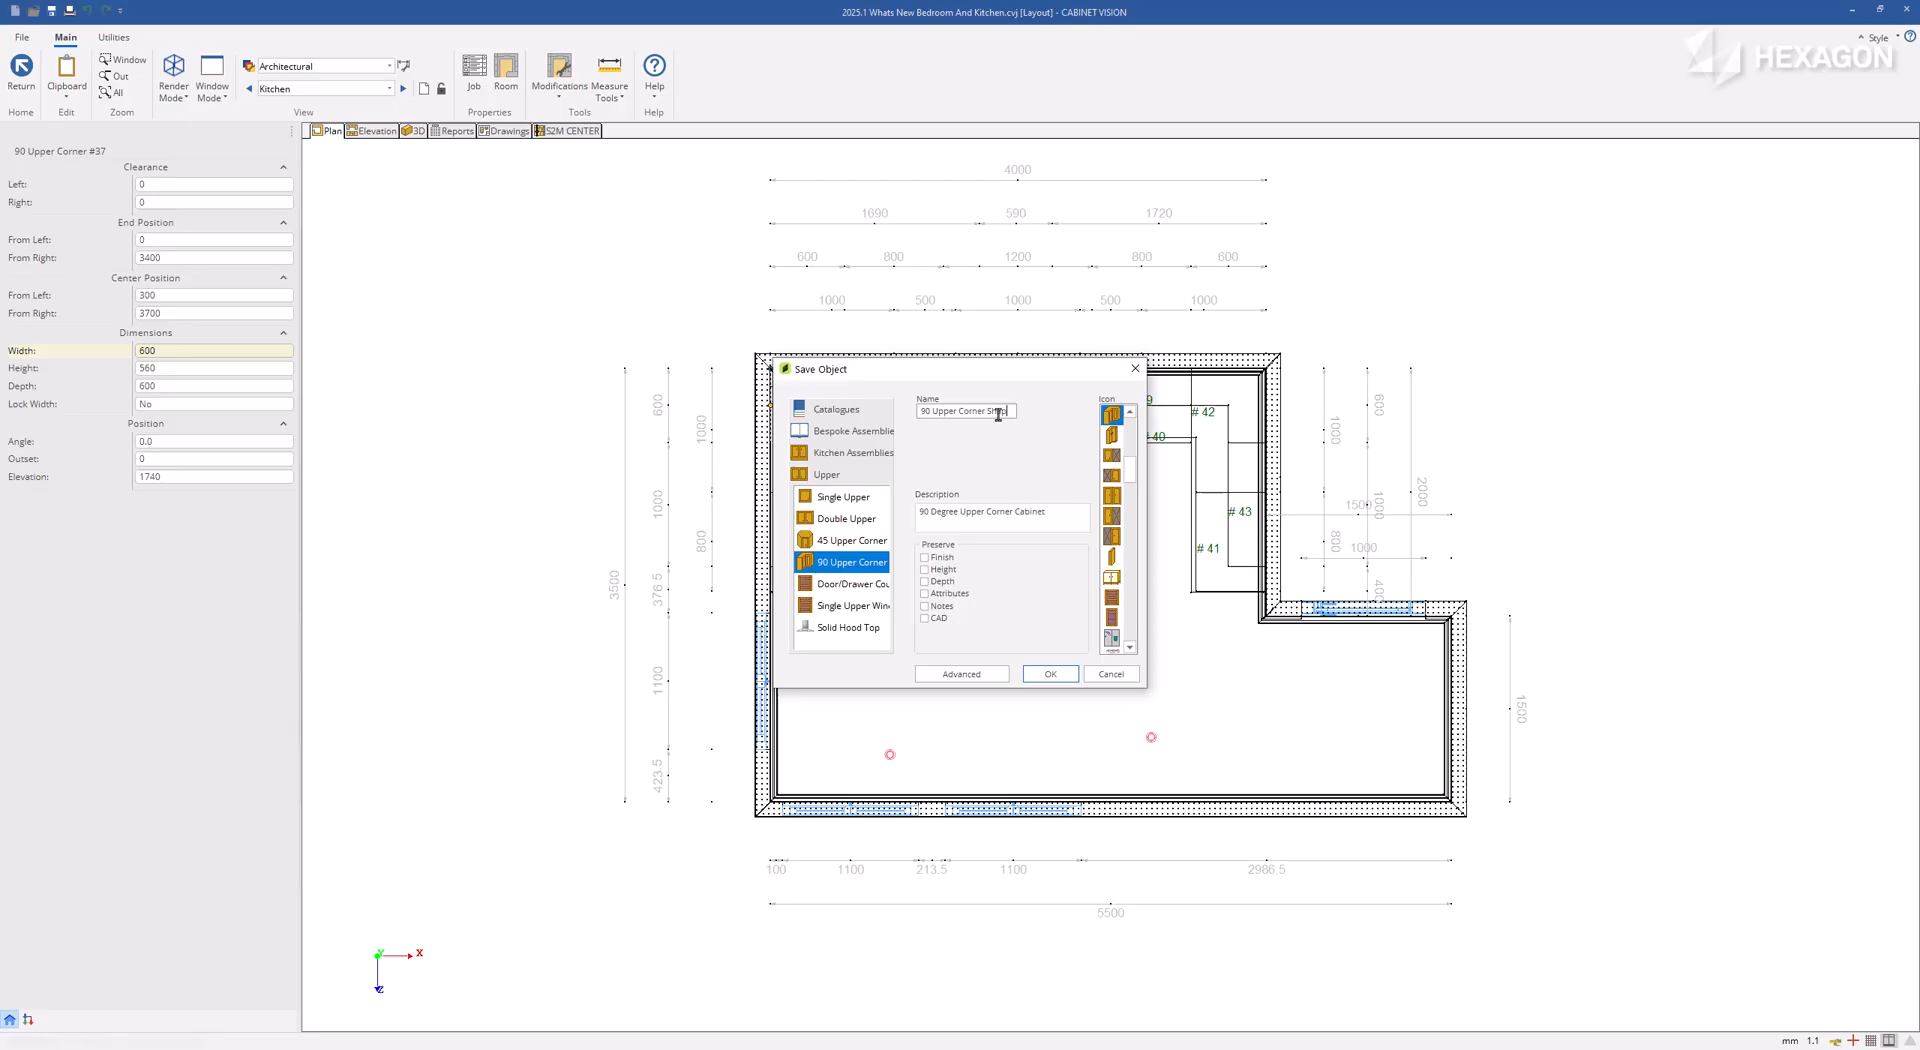 2025.1 Whats New Bedroom And Kitchen.cvj [Layout] - CABINET VISION
File
Main
Utilities
Style
HEXAGON
Return
Clipboard
Window
Out
All
Render Mode
Window Mode
Architectural
Kitchen
Job
Room
Modifications
Measure Tools
Help
Home
Edit
Zoom
View
Properties
Tools
Help
Plan
Elevation
3D
Reports
Drawings
S2M CENTER
90 Upper Corner #37
Clearance
Left: 0
Right: 0
End Position
From Left: 0
From Right: 3400
Center Position
From Left: 300
From Right: 3700
Dimensions
Width: 600
Height: 560
Depth: 600
Lock Width: No
Position
Angle: 0.0
Outset: 0
Elevation: 1740
4000
1690 590 1720
600 800 1200 800 600
1000 500 1000 500 1000
Save Object
Catalogues
Bespoke Assemblie
Kitchen Assemblies
Upper
Single Upper
Double Upper
45 Upper Corner
90 Upper Corner
Door/Drawer Cou
Single Upper Win
Solid Hood Top
Name
90 Upper Corner
Description
90 Degree Upper Corner Cabinet
Preserve
Finish
Height
Depth
Attributes
Notes
CAD
Icon
Advanced
OK
Cancel
9
# 42
# 40
# 43
# 41
600
1000
1000
800
3500
376.5
1100
423.5
1000
600
2000
1500
1000
800
1000
400
1500
100 1100 213.5 1100 2986.5
5500
Y
X
Z
mm 1.1